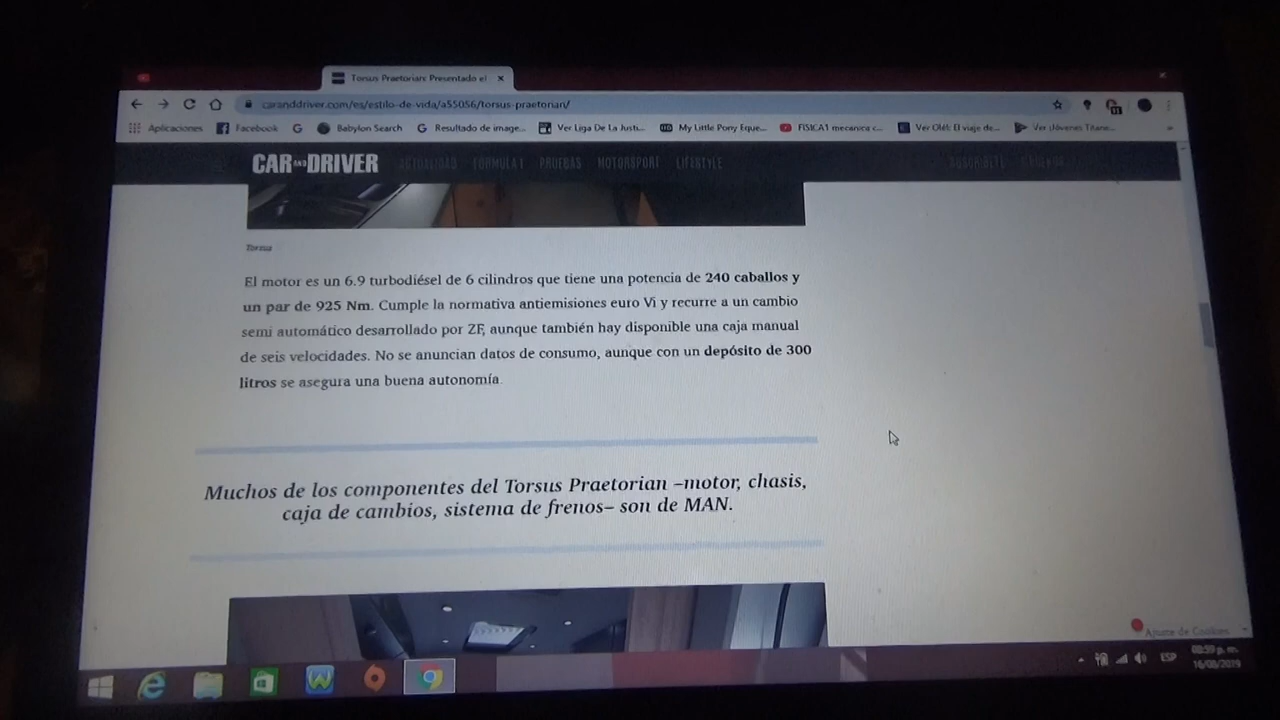 Torsus Praetorian: Presentado el
caranddriver.com/es/estilo-de-vida/a55056/torsus-praetorian/
Aplicaciones Facebook Babylon Search Resultado de image... Ver Liga De La Justi... My Little Pony Eque... FISICA1 mecanica c... Ver Olé!: El viaje de... Ver ¡Jóvenes Titane...
CAR AND DRIVER ACTUALIDAD FÓRMULA 1 PRUEBAS MOTORSPORT LIFESTYLE
Torsus
El motor es un 6.9 turbodiésel de 6 cilindros que tiene una potencia de 240 caballos y
un par de 925 Nm. Cumple la normativa antiemisiones euro Vi y recurre a un cambio
semi automático desarrollado por ZF, aunque también hay disponible una caja manual
de seis velocidades. No se anuncian datos de consumo, aunque con un depósito de 300
litros se asegura una buena autonomía.
Muchos de los componentes del Torsus Praetorian –motor, chasis,
caja de cambios, sistema de frenos– son de MAN.
Ajuste de Cookies
ESP 08:59 p. m.
16/08/2019